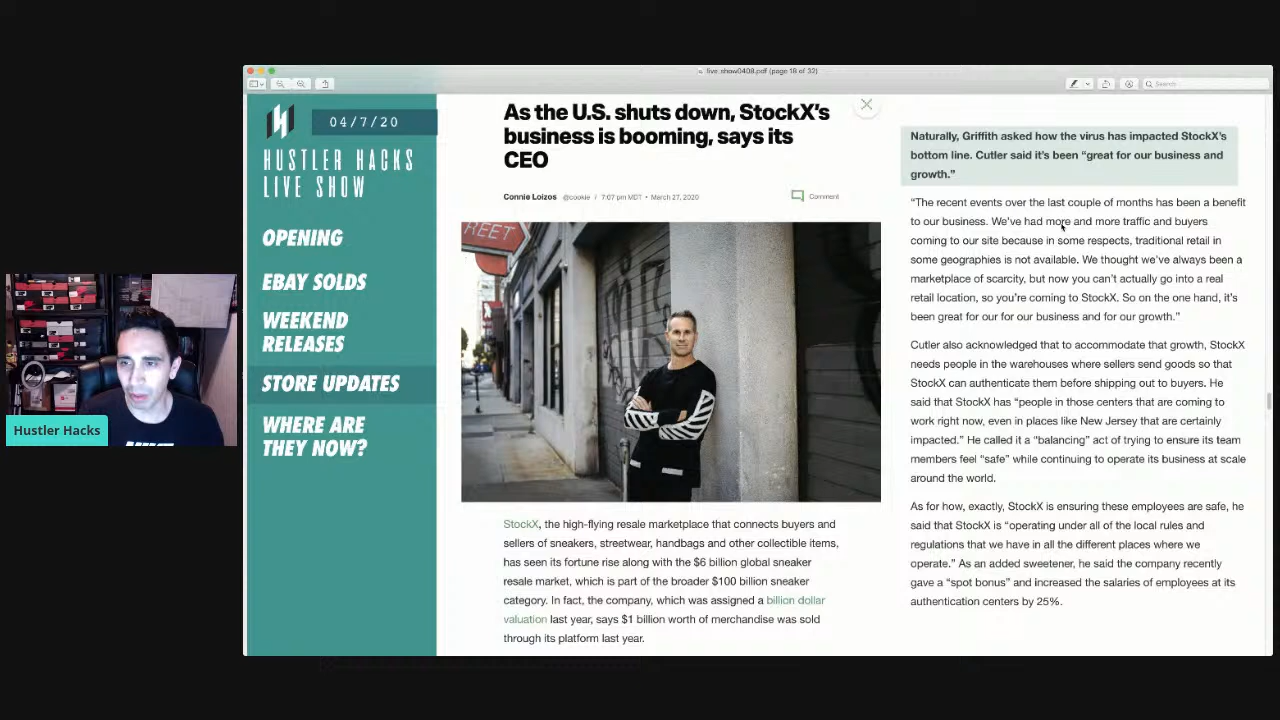 live.show0408.pdf (page 18 of 32)
Search
04/7/20
HUSTLER HACKS
LIVE SHOW
OPENING
EBAY SOLDS
WEEKEND
RELEASES
STORE UPDATES
WHERE ARE
THEY NOW?
Hustler Hacks
As the U.S. shuts down, StockX's
business is booming, says its
CEO
Connie Loizos @cookie / 7:07 pm MDT • March 27, 2020
Comment
REET
StockX, the high-flying resale marketplace that connects buyers and
sellers of sneakers, streetwear, handbags and other collectible items,
has seen its fortune rise along with the $6 billion global sneaker
resale market, which is part of the broader $100 billion sneaker
category. In fact, the company, which was assigned a billion dollar
valuation last year, says $1 billion worth of merchandise was sold
through its platform last year.
Naturally, Griffith asked how the virus has impacted StockX's
bottom line. Cutler said it's been “great for our business and
growth.”
“The recent events over the last couple of months has been a benefit
to our business. We've had more and more traffic and buyers
coming to our site because in some respects, traditional retail in
some geographies is not available. We thought we've always been a
marketplace of scarcity, but now you can't actually go into a real
retail location, so you're coming to StockX. So on the one hand, it's
been great for our for our business and for our growth.”
Cutler also acknowledged that to accommodate that growth, StockX
needs people in the warehouses where sellers send goods so that
StockX can authenticate them before shipping out to buyers. He
said that StockX has “people in those centers that are coming to
work right now, even in places like New Jersey that are certainly
impacted.” He called it a “balancing” act of trying to ensure its team
members feel “safe” while continuing to operate its business at scale
around the world.
As for how, exactly, StockX is ensuring these employees are safe, he
said that StockX is “operating under all of the local rules and
regulations that we have in all the different places where we
operate.” As an added sweetener, he said the company recently
gave a “spot bonus” and increased the salaries of employees at its
authentication centers by 25%.